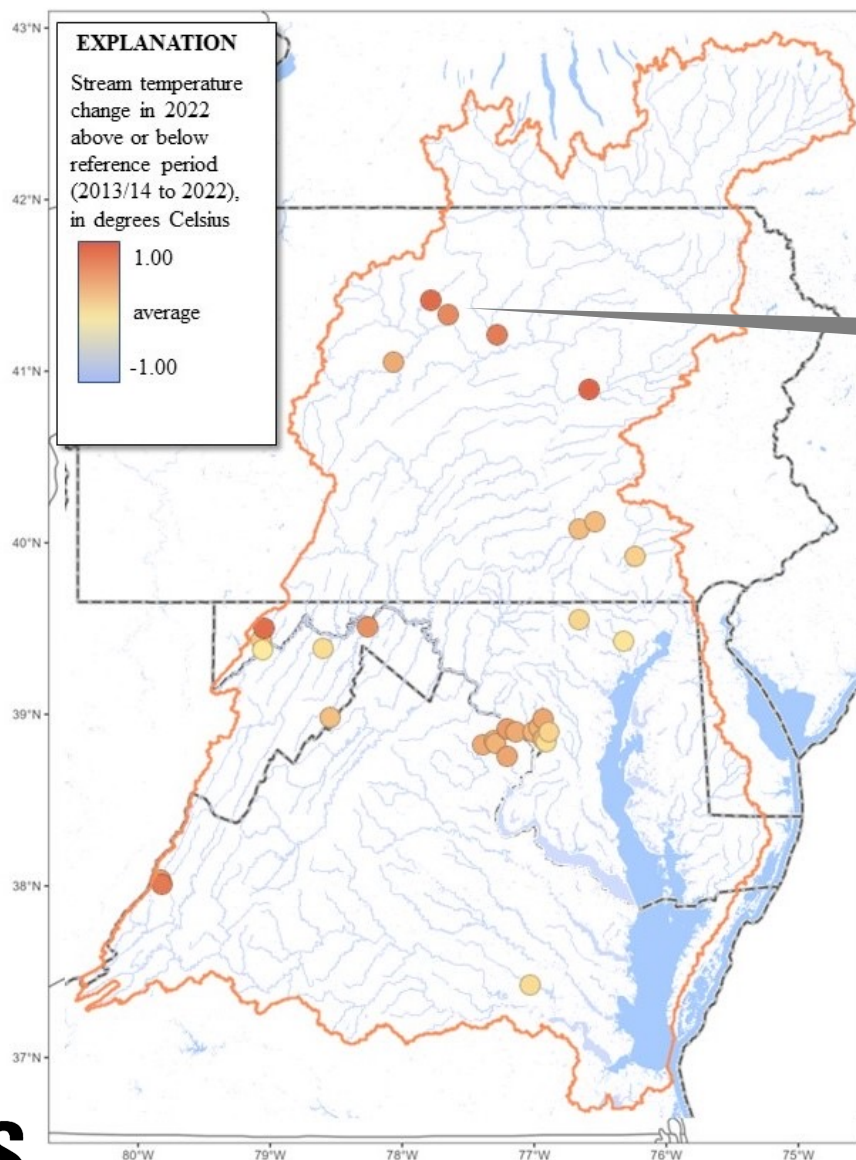 EXPLANATION
Stream temperature
change in 2022
above or below
reference period
(2013/14 to 2022),
in degrees Celsius
1.00
average
-1.00
43°N
42°N
41°N
40°N
39°N
38°N
37°N
80°W
79°W
78°W
77°W
76°W
75°W
s